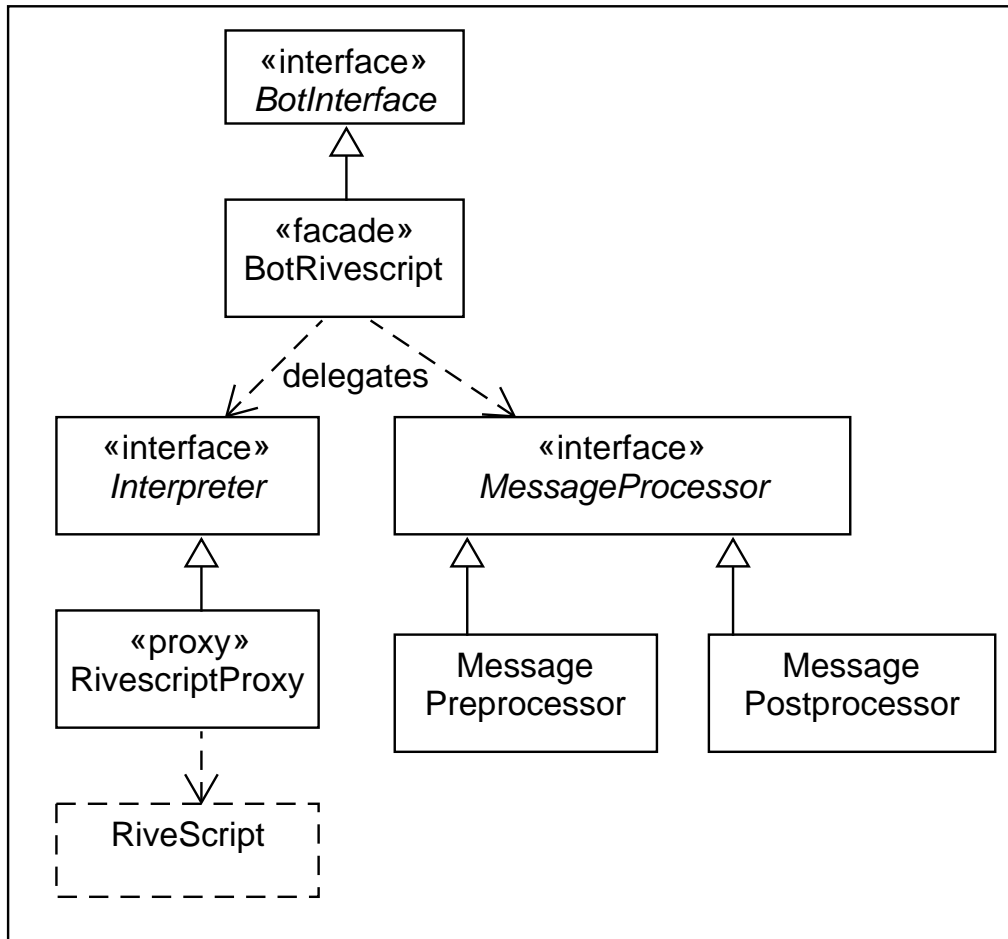 «interface»
BotInterface
«facade»
BotRivescript
delegates
«interface»
Interpreter
«interface»
MessageProcessor
«proxy»
RivescriptProxy
Message
Preprocessor
Message
Postprocessor
RiveScript